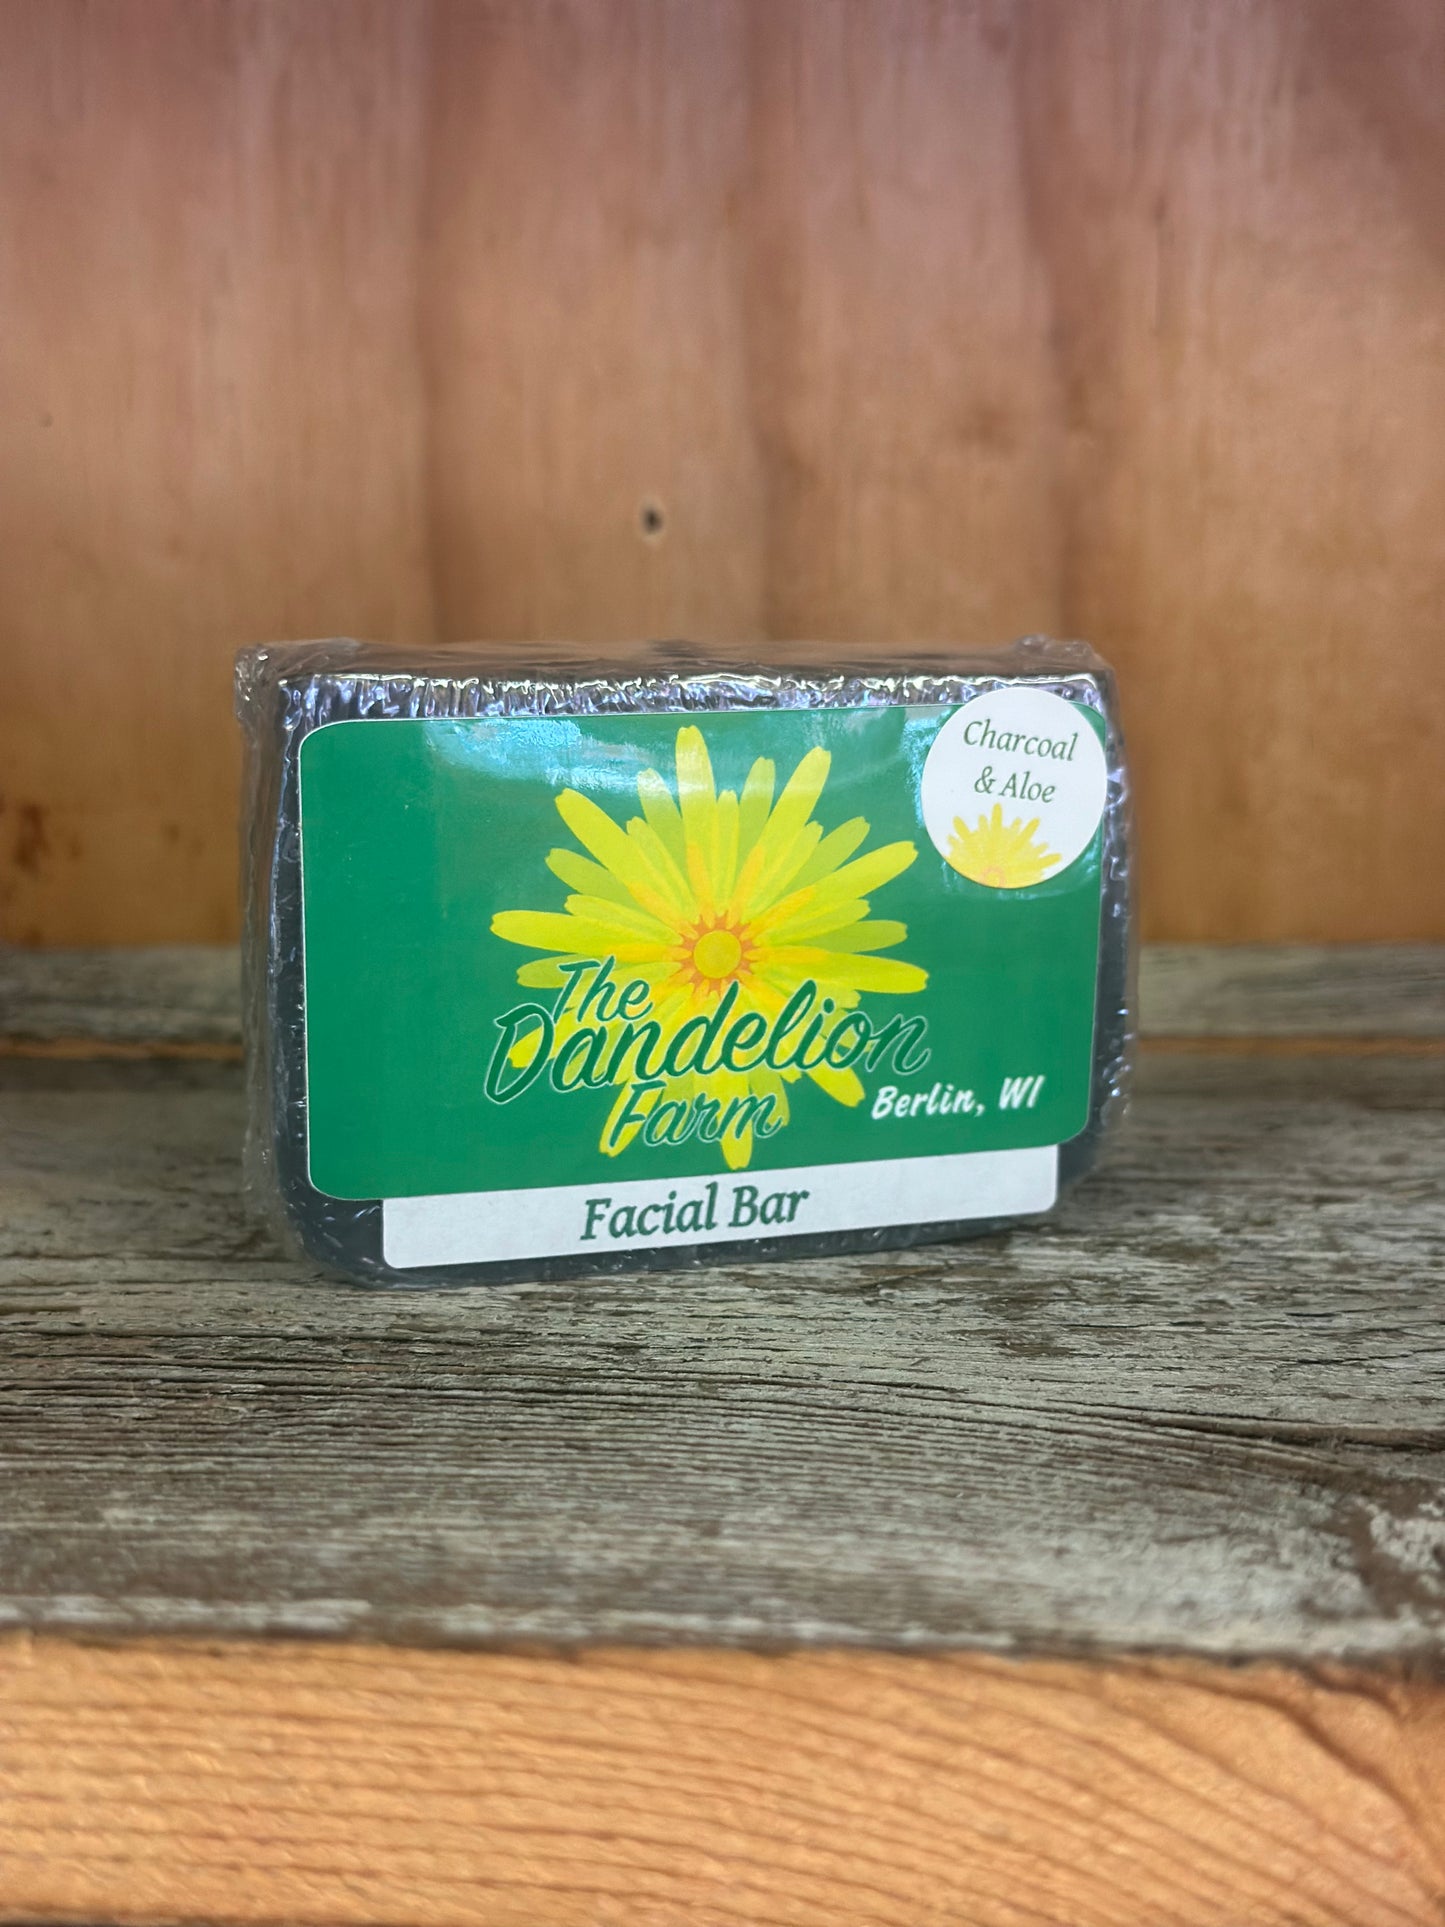 Charcoal
& Aloe
The
Dandelion
Farm
Berlin, WI
Facial Bar